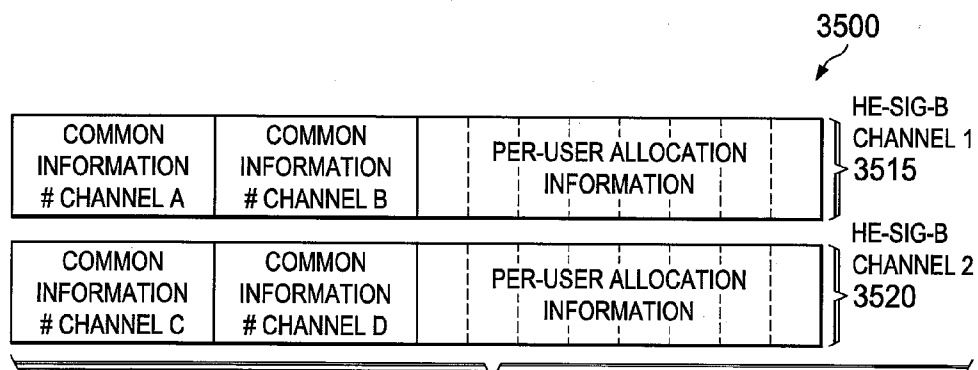 3500
COMMON
INFORMATION
# CHANNEL A
COMMON
INFORMATION
# CHANNEL B
PER-USER ALLOCATION
INFORMATION
HE-SIG-B
CHANNEL 1
3515
COMMON
INFORMATION
# CHANNEL C
COMMON
INFORMATION
# CHANNEL D
PER-USER ALLOCATION
INFORMATION
HE-SIG-B
CHANNEL 2
3520